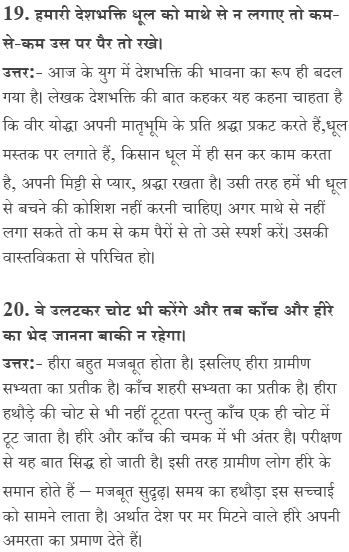 19. हमारी देशभक्ति धूल को माथे से न लगाए तो कम-
से-कम उस पर पैर तो रखे।
उत्तर:- आज के युग में देशभक्ति की भावना का रूप ही बदल
गया है। लेखक देशभक्ति की बात कहकर यह कहना चाहता है
कि वीर योद्धा अपनी मातृभूमि के प्रति श्रद्धा प्रकट करते हैं,धूल
मस्तक पर लगाते हैं, किसान धूल में ही सन कर काम करता
है, अपनी मिट्टी से प्यार, श्रद्धा रखता है। उसी तरह हमें भी धूल
से बचने की कोशिश नहीं करनी चाहिए। अगर माथे से नहीं
लगा सकते तो कम से कम पैरों से तो उसे स्पर्श करें। उसकी
वास्तविकता से परिचित हो।
20. वे उलटकर चोट भी करेंगे और तब काँच और हीरे
का भेद जानना बाकी न रहेगा।
उत्तर:- हीरा बहुत मजबूत होता है। इसलिए हीरा ग्रामीण
सभ्यता का प्रतीक है। काँच शहरी सभ्यता का प्रतीक है। हीरा
हथौड़े की चोट से भी नहीं टूटता परन्तु काँच एक ही चोट में
टूट जाता है। हीरे और काँच की चमक में भी अंतर है। परीक्षण
से यह बात सिद्ध हो जाती है। इसी तरह ग्रामीण लोग हीरे के
समान होते हैं – मजबूत सुदृढ़। समय का हथौड़ा इस सच्चाई
को सामने लाता है। अर्थात देश पर मर मिटने वाले हीरे अपनी
अमरता का प्रमाण देते हैं।